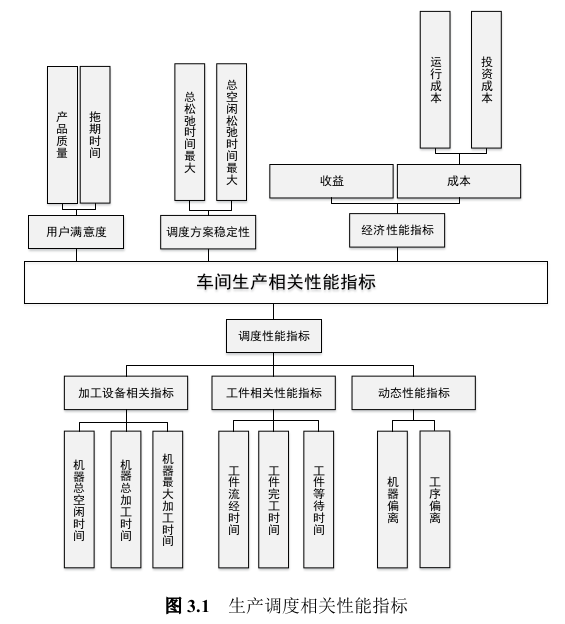 运行成本
投资成本
产品质量
拖期时间
总松弛时间最大
总空闲松弛时间最大
收益
成本
用户满意度
调度方案稳定性
经济性能指标
车间生产相关性能指标
调度性能指标
加工设备相关指标
工件相关性能指标
动态性能指标
机器总空闲时间
机器总加工时间
机器最大加工时间
工件流经时间
工件完工时间
工件等待时间
机器偏离
工序偏离
图 3.1 生产调度相关性能指标